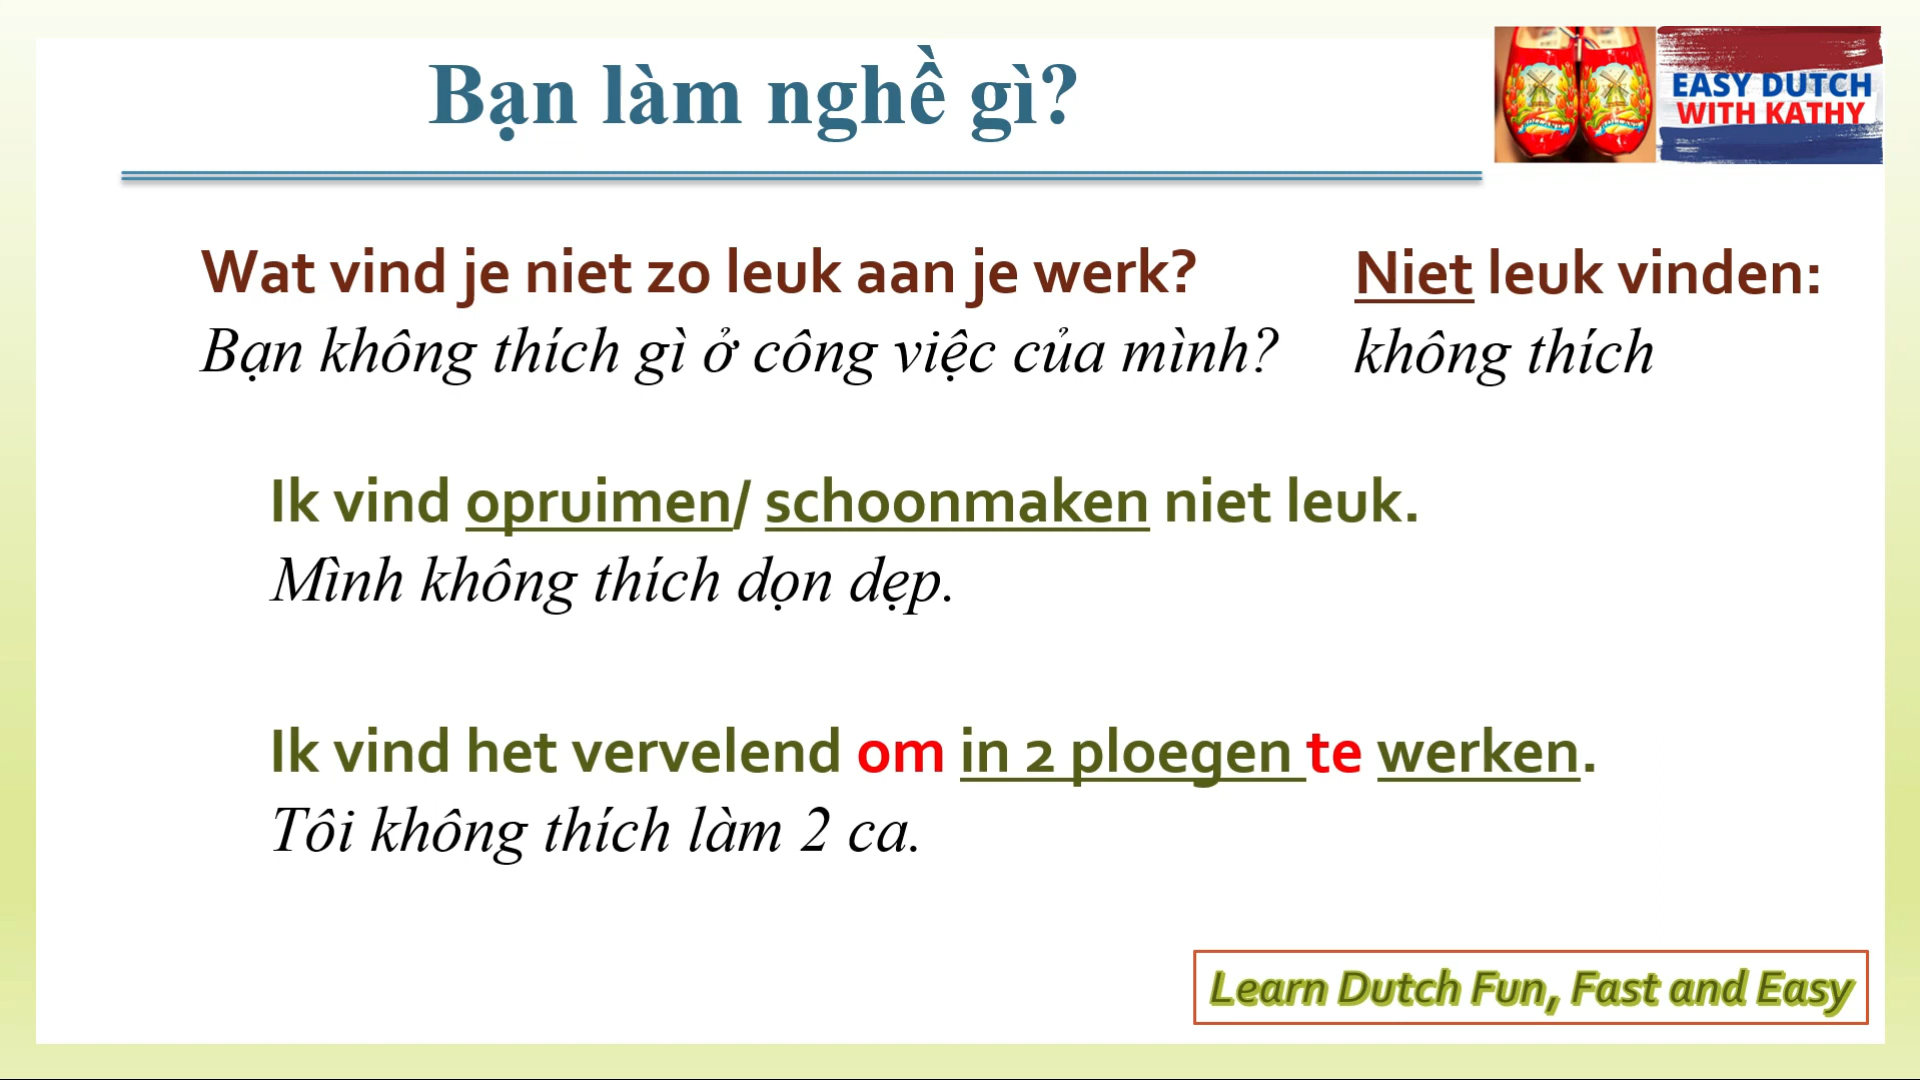 Bạn làm nghề gì?
EASY DUTCH
WITH KATHY
Wat vind je niet zo leuk aan je werk?
Bạn không thích gì ở công việc của mình?
Niet leuk vinden:
không thích
Ik vind opruimen/ schoonmaken niet leuk.
Mình không thích dọn dẹp.
Ik vind het vervelend om in 2 ploegen te werken.
Tôi không thích làm 2 ca.
Learn Dutch Fun, Fast and Easy